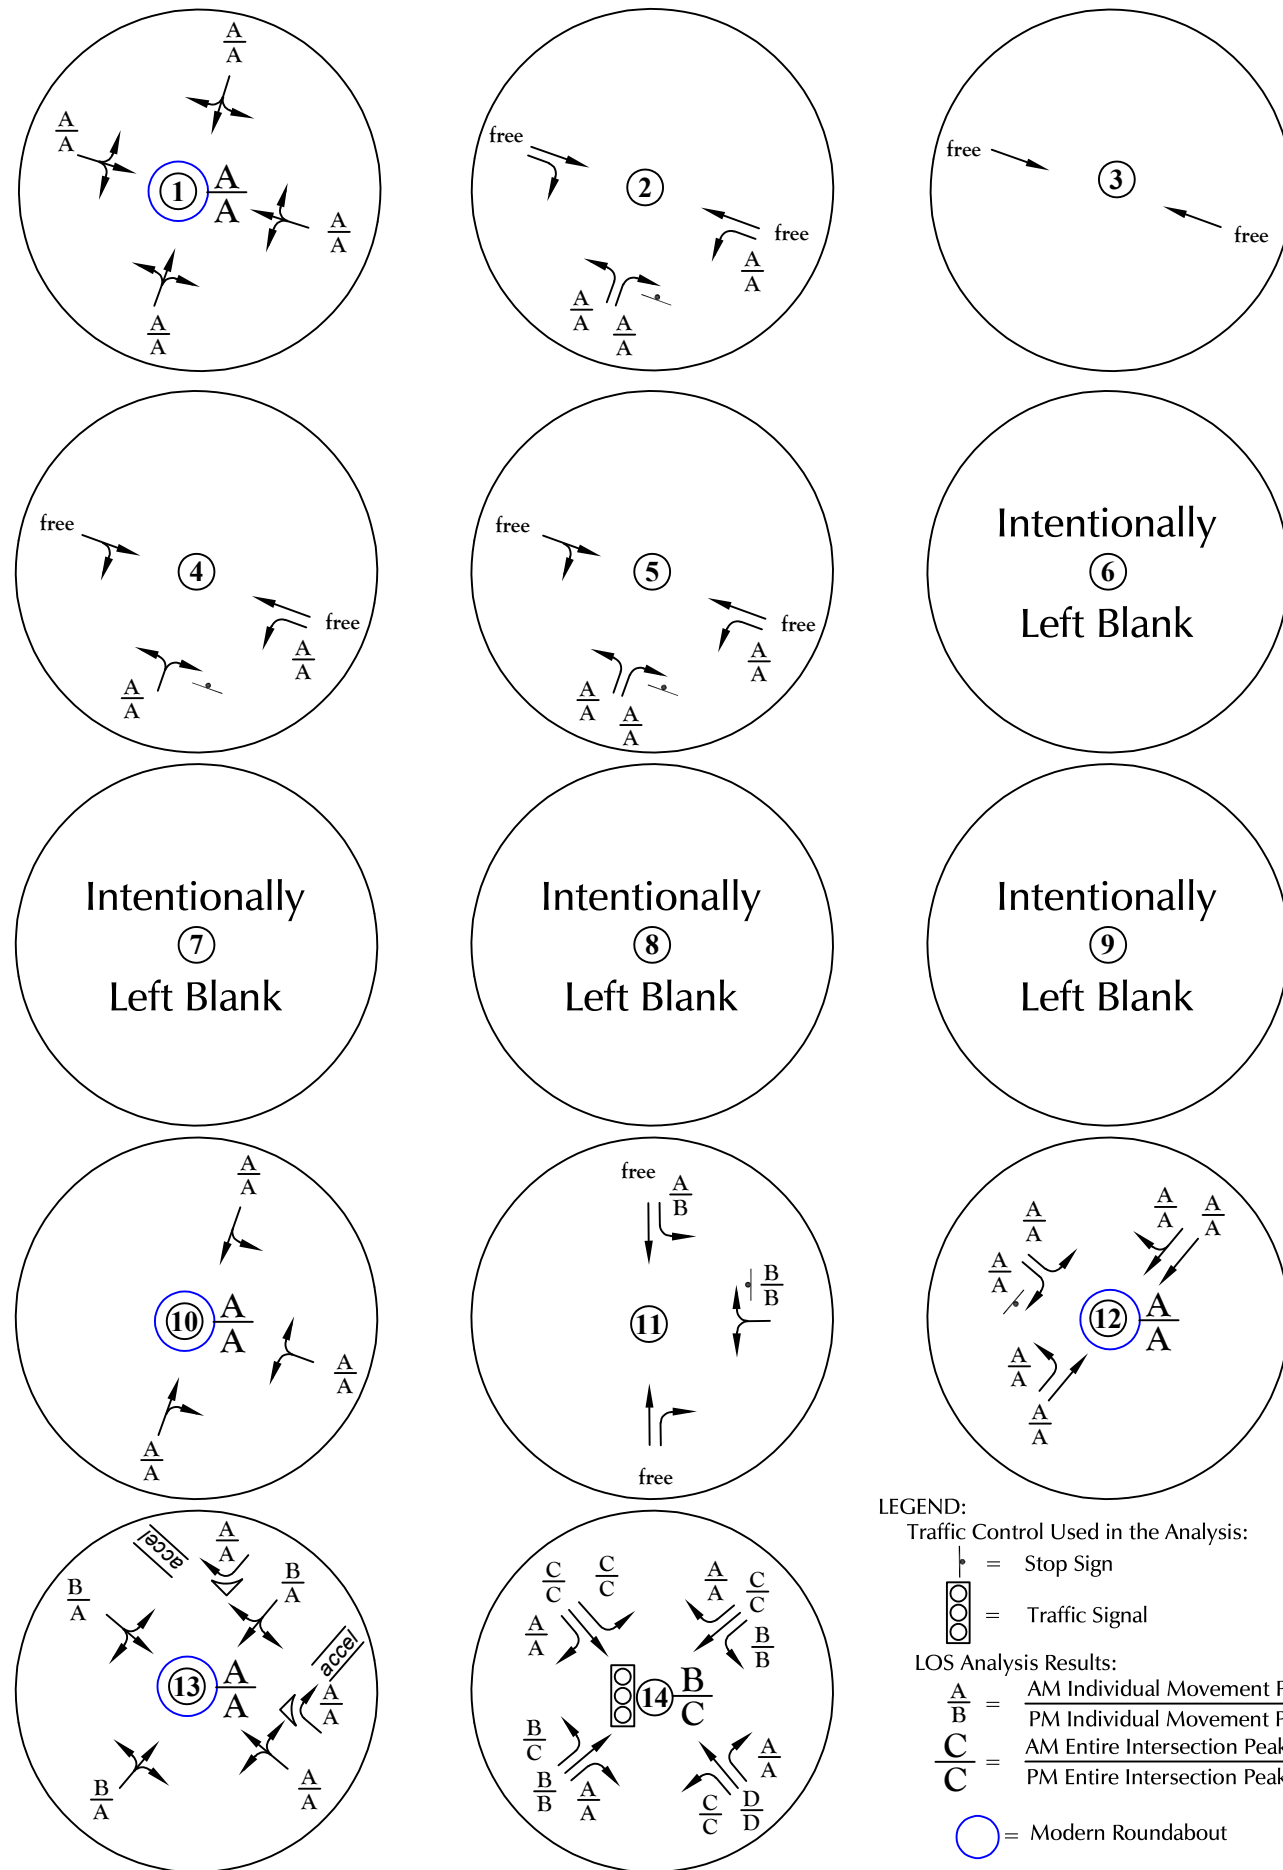 A
A
A
A
1
A
A
A
A
A
A
free
2
free
A
A
A
A
A
A
free
3
free
free
4
free
A
A
A
A
free
5
free
A
A
A
A
A
A
Intentionally
6
Left Blank
Intentionally
7
Left Blank
Intentionally
8
Left Blank
Intentionally
9
Left Blank
A
A
10
A
A
A
A
A
A
free
A
B
B
B
11
free
A
A
A
A
A
A
A
A
12
A
A
A
A
A
A
accel
A
A
B
A
B
A
accel
13
A
A
A
A
B
A
A
A
C
C
C
C
A
A
A
A
C
C
B
B
14
B
C
B
C
B
B
A
A
A
A
C
C
D
D
LEGEND:
Traffic Control Used in the Analysis:
= Stop Sign
= Traffic Signal
LOS Analysis Results:
A
B
=
AM Individual Movement
PM Individual Movement
C
C
=
AM Entire Intersection Peak
PM Entire Intersection Peak
= Modern Roundabout